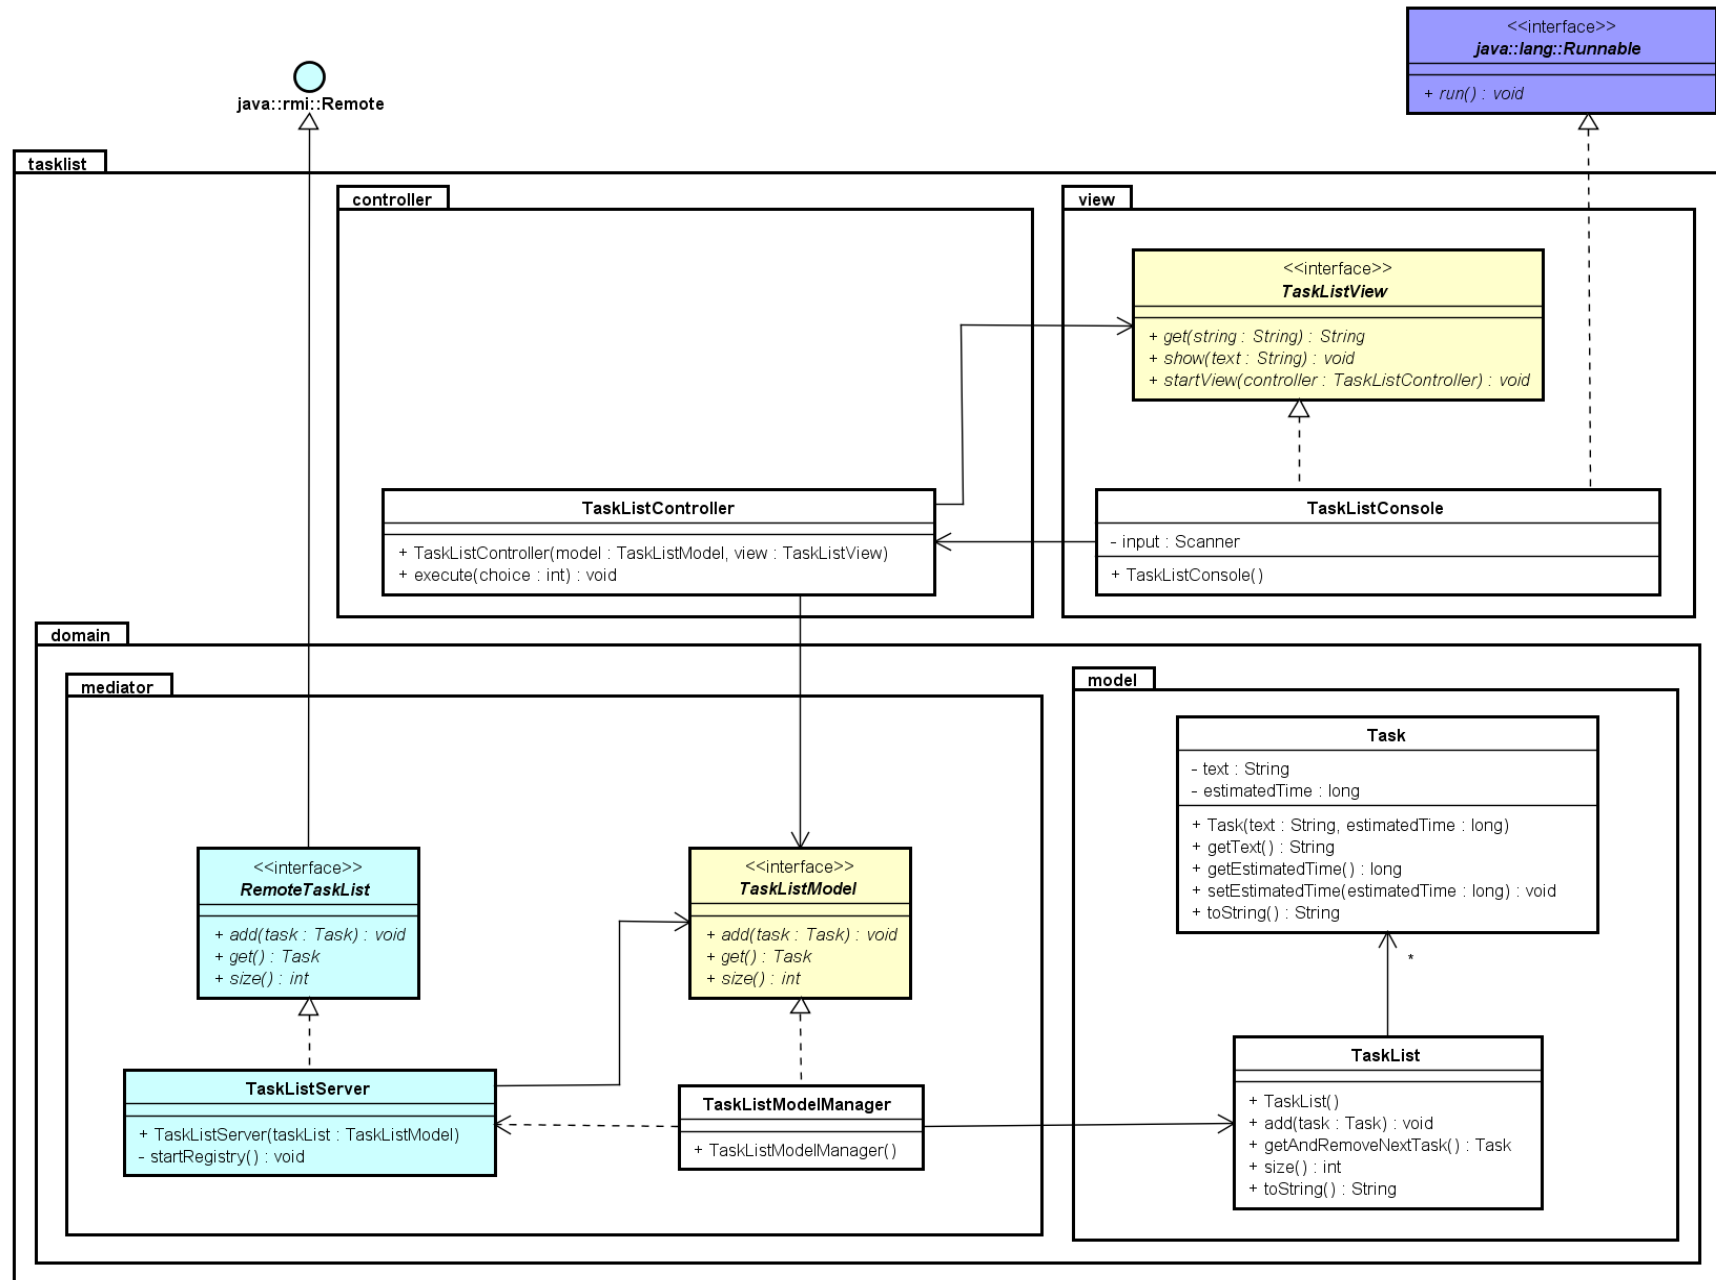 <<interface>>
java::lang::Runnable
+ run() : void
java::rmi::Remote
tasklist
controller
view
<<interface>>
TaskListView
+ get(string : String) : String
+ show(text : String) : void
+ startView(controller : TaskListController) : void
TaskListController
+ TaskListController(model : TaskListModel, view : TaskListView)
+ execute(choice : int) : void
TaskListConsole
- input : Scanner
+ TaskListConsole()
domain
mediator
model
Task
- text : String
- estimatedTime : long
+ Task(text : String, estimatedTime : long)
+ getText() : String
+ getEstimatedTime() : long
+ setEstimatedTime(estimatedTime : long) : void
+ toString() : String
<<interface>>
RemoteTaskList
+ add(task : Task) : void
+ get() : Task
+ size() : int
<<interface>>
TaskListModel
+ add(task : Task) : void
+ get() : Task
+ size() : int
*
TaskListServer
+ TaskListServer(taskList : TaskListModel)
- startRegistry() : void
TaskListModelManager
+ TaskListModelManager()
TaskList
+ TaskList()
+ add(task : Task) : void
+ getAndRemoveNextTask() : Task
+ size() : int
+ toString() : String